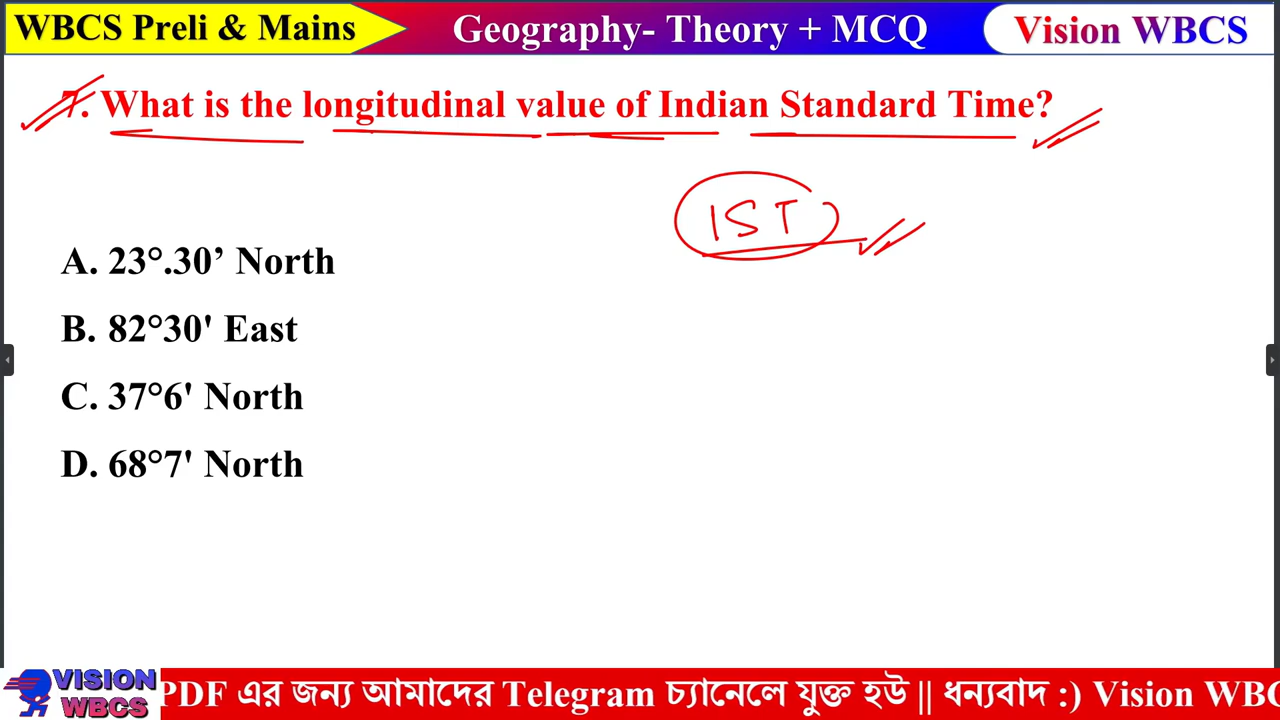 WBCS Preli & Mains
Geography- Theory + MCQ
Vision WBCS
7. What is the longitudinal value of Indian Standard Time?
IST
A. 23°.30’ North
B. 82°30' East
C. 37°6' North
D. 68°7' North
VISION
WBCS
PDF এর জন্য আমাদের Telegram চ্যানেলে যুক্ত হউ || ধন্যবাদ :) Vision WBC